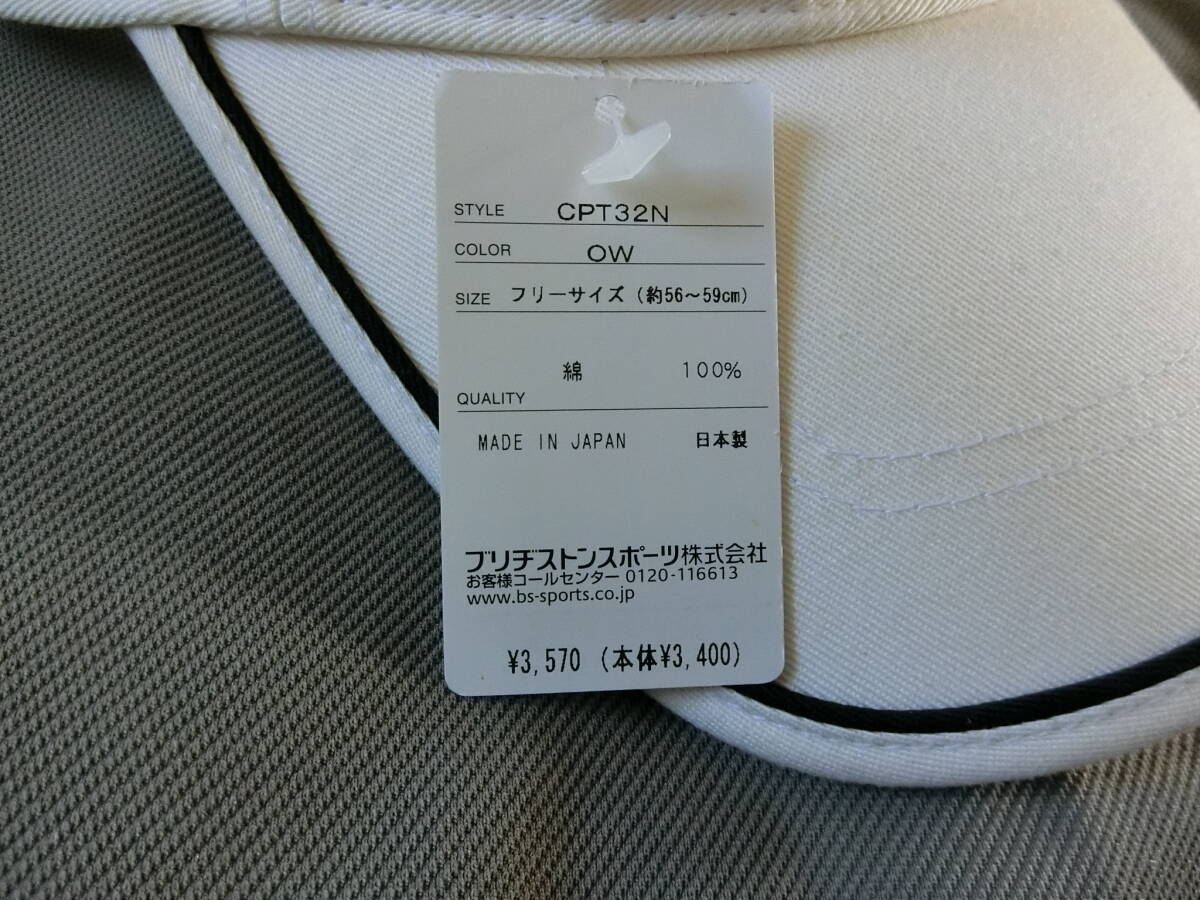 STYLE CPT32N
COLOR OW
SIZE フリーサイズ (約56～59cm)
綿 100%
QUALITY
MADE IN JAPAN 日本製
ブリヂストンスポーツ株式会社
お客様コールセンター 0120-116613
www.bs-sports.co.jp
¥3,570 (本体¥3,400)